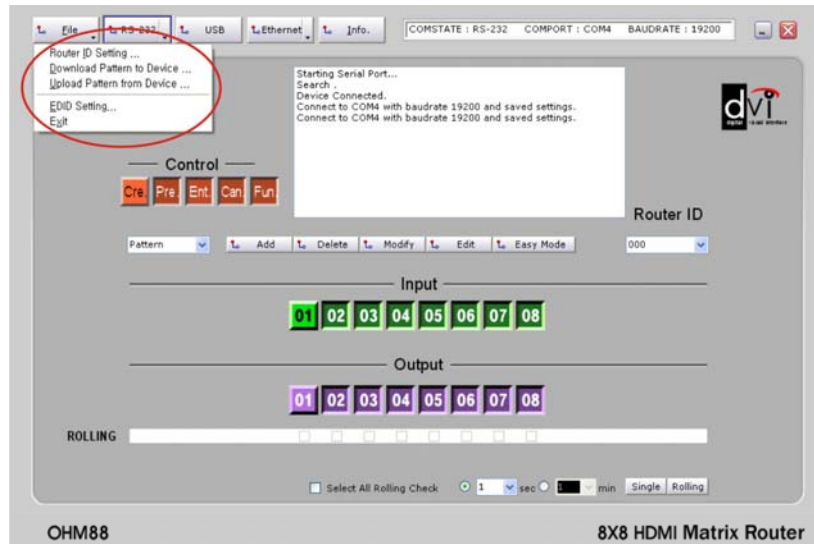 File RS-232 USB Ethernet Info. COMSTATE : RS-232 COMPORT : COM4 BAUDRATE : 19200
Router ID Setting ...
Download Pattern to Device ...
Upload Pattern from Device ...
EDID Setting...
Exit
Starting Serial Port...
Search .
Device Connected.
Connect to COM4 with baudrate 19200 and saved settings.
Connect to COM4 with baudrate 19200 and saved settings.
dvi
Control
Cre. Pre. Ent. Can. Fun.
Router ID
Pattern Add Delete Modify Edit Easy Mode 000
Input
01 02 03 04 05 06 07 08
Output
01 02 03 04 05 06 07 08
ROLLING
Select All Rolling Check 1 sec 1 min Single Rolling
OHM88 8X8 HDMI Matrix Router